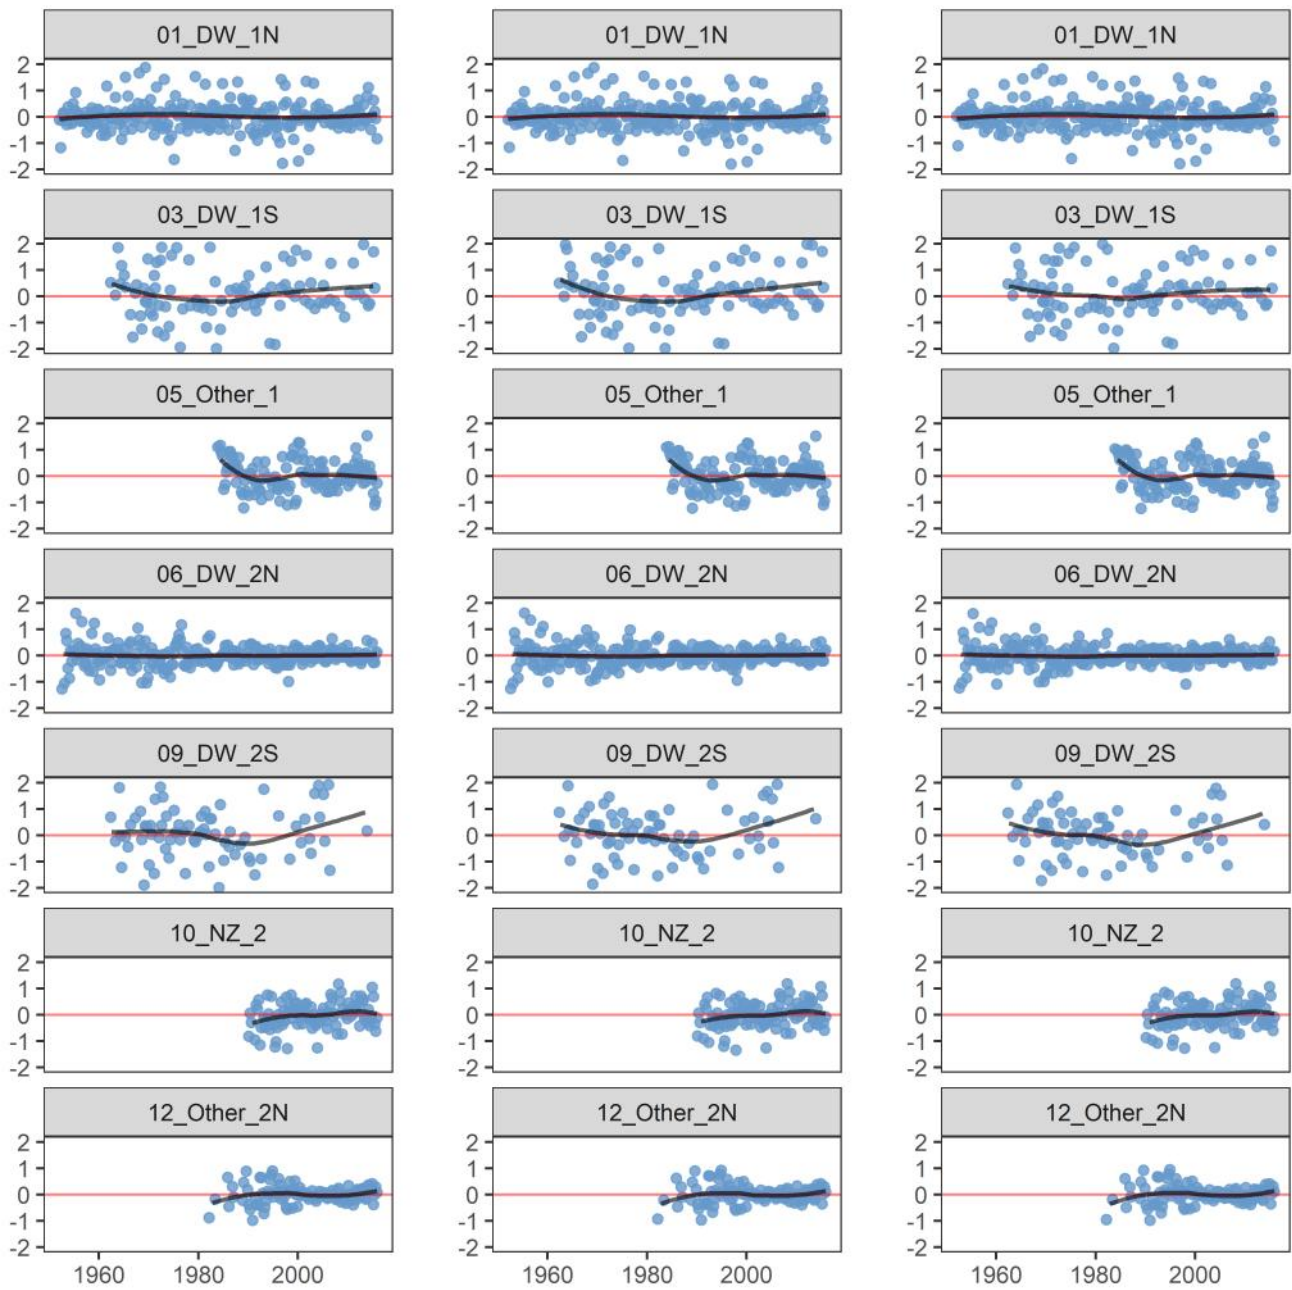 01_DW_1N 01_DW_1N 01_DW_1N
2 2 2
1 1 1
0 0 0
-1 -1 -1
-2 -2 -2
03_DW_1S 03_DW_1S 03_DW_1S
2 2 2
1 1 1
0 0 0
-1 -1 -1
-2 -2 -2
05_Other_1 05_Other_1 05_Other_1
2 2 2
1 1 1
0 0 0
-1 -1 -1
-2 -2 -2
06_DW_2N 06_DW_2N 06_DW_2N
2 2 2
1 1 1
0 0 0
-1 -1 -1
-2 -2 -2
09_DW_2S 09_DW_2S 09_DW_2S
2 2 2
1 1 1
0 0 0
-1 -1 -1
-2 -2 -2
10_NZ_2 10_NZ_2 10_NZ_2
2 2 2
1 1 1
0 0 0
-1 -1 -1
-2 -2 -2
12_Other_2N 12_Other_2N 12_Other_2N
2 2 2
1 1 1
0 0 0
-1 -1 -1
-2 -2 -2
1960 1980 2000 1960 1980 2000 1960 1980 2000